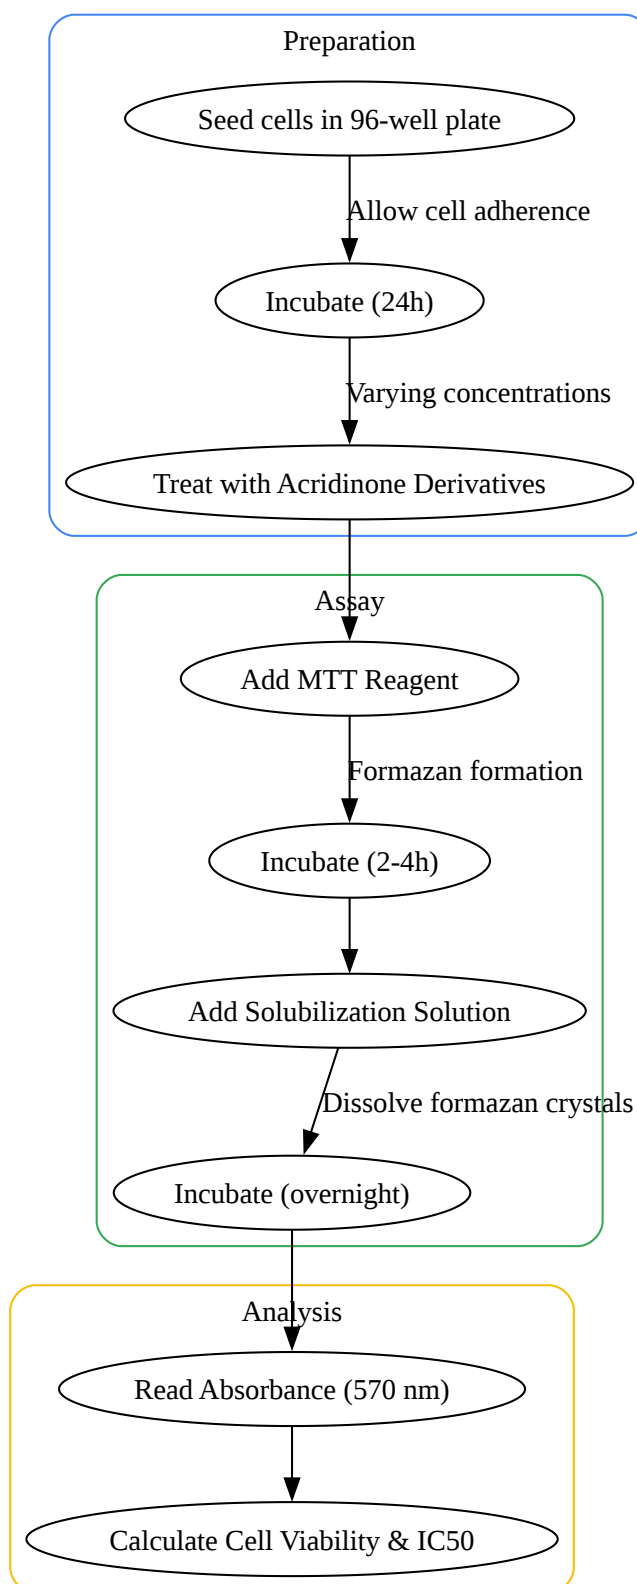 Preparation
Seed cells in 96-well plate
Allow cell adherence
Incubate (24h)
Varying concentrations
Treat with Acridinone Derivatives
Assay
Add MTT Reagent
Formazan formation
Incubate (2-4h)
Add Solubilization Solution
Dissolve formazan crystals
Incubate (overnight)
Analysis
Read Absorbance (570 nm)
Calculate Cell Viability & IC50